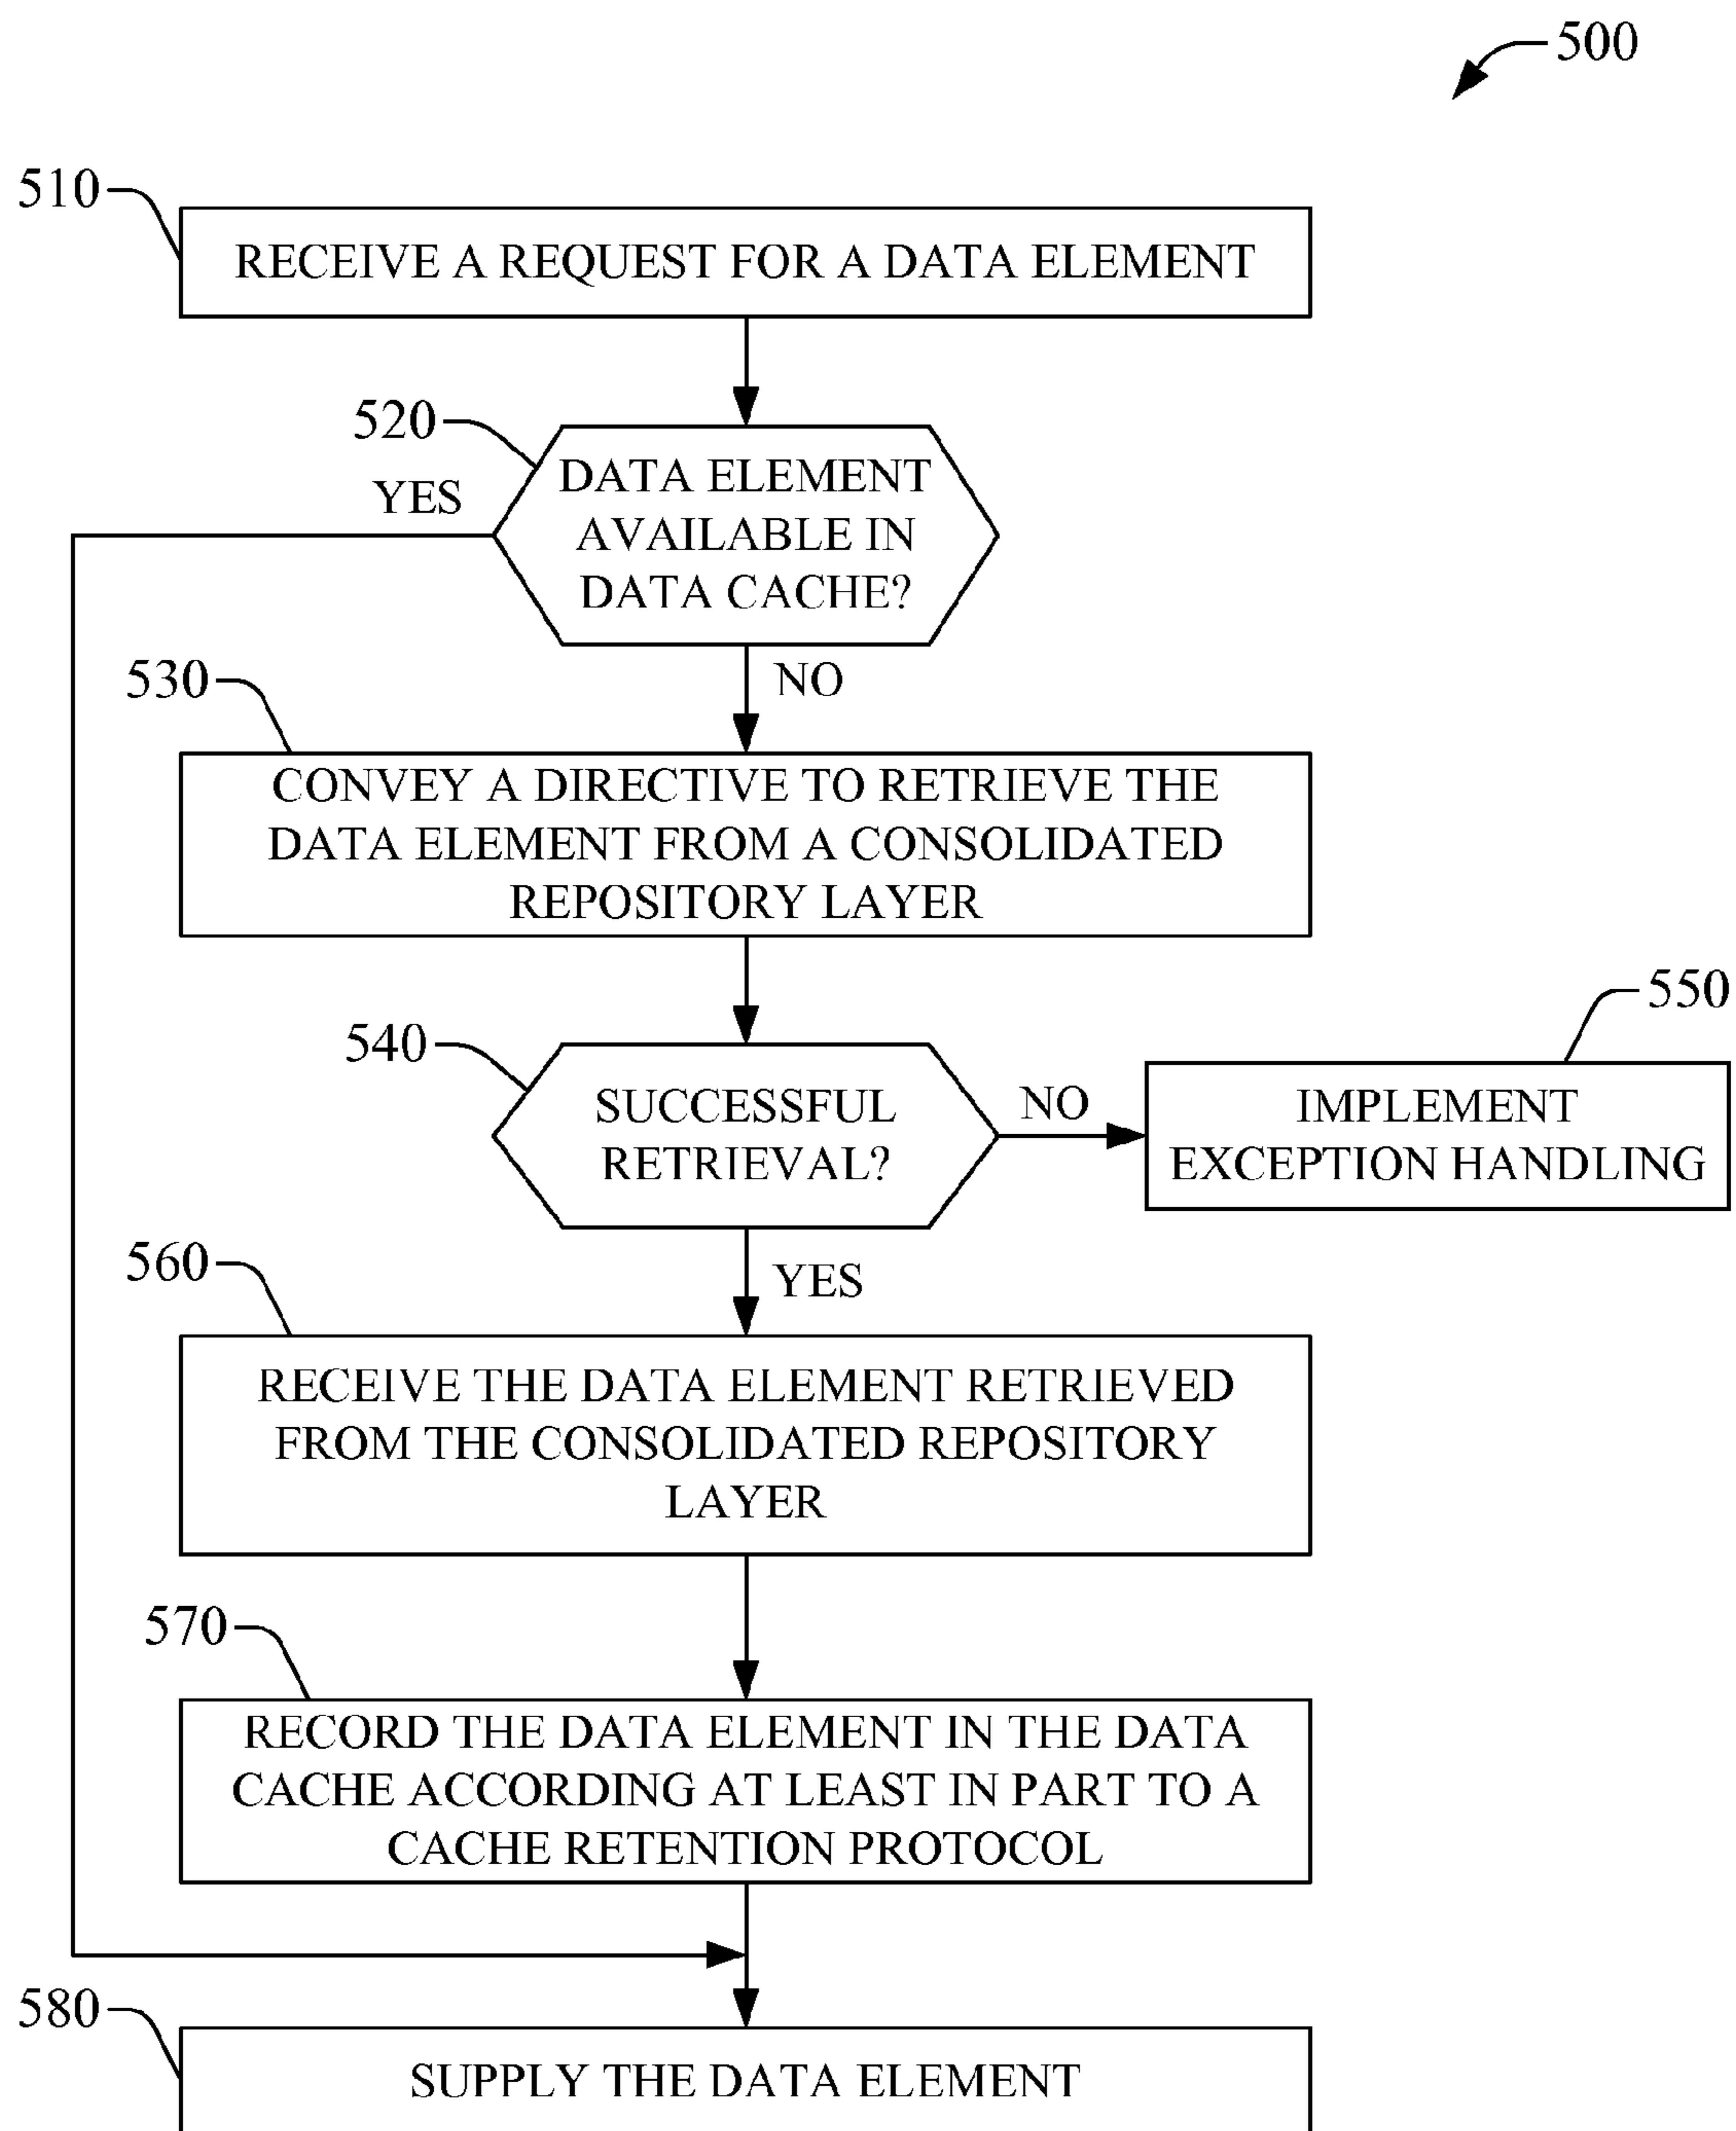 500
510
RECEIVE A REQUEST FOR A DATA ELEMENT
520
YES
DATA ELEMENT
AVAILABLE IN
DATA CACHE?
NO
530
CONVEY A DIRECTIVE TO RETRIEVE THE
DATA ELEMENT FROM A CONSOLIDATED
REPOSITORY LAYER
540
SUCCESSFUL
RETRIEVAL?
NO
550
IMPLEMENT
EXCEPTION HANDLING
YES
560
RECEIVE THE DATA ELEMENT RETRIEVED
FROM THE CONSOLIDATED REPOSITORY
LAYER
570
RECORD THE DATA ELEMENT IN THE DATA
CACHE ACCORDING AT LEAST IN PART TO A
CACHE RETENTION PROTOCOL
580
SUPPLY THE DATA ELEMENT